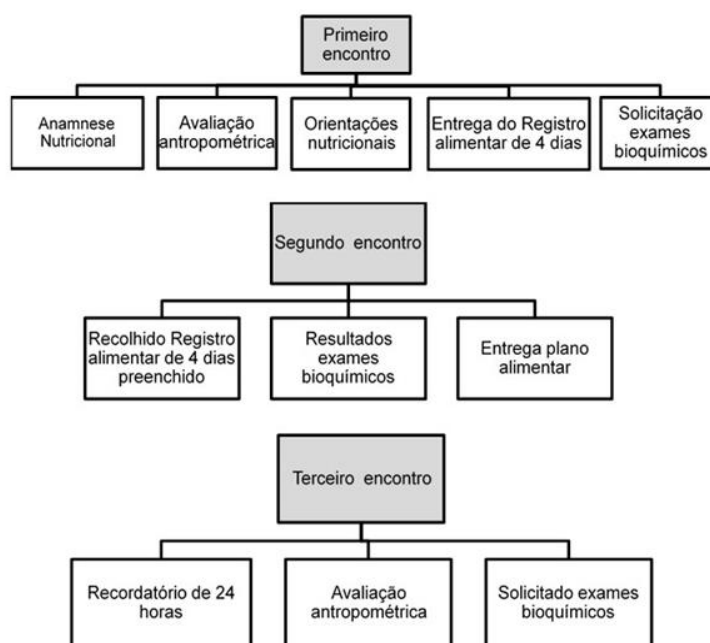 Primeiro
encontro
Anamnese
Nutricional
Avaliação
antropométrica
Orientações
nutricionais
Entrega do Registro
alimentar de 4 dias
Solicitação
exames
bioquímicos
Segundo encontro
Recolhido Registro
alimentar de 4 dias
preenchido
Resultados
exames
bioquímicos
Entrega plano
alimentar
Terceiro encontro
Recordatório de 24
horas
Avaliação
antropométrica
Solicitado exames
bioquímicos